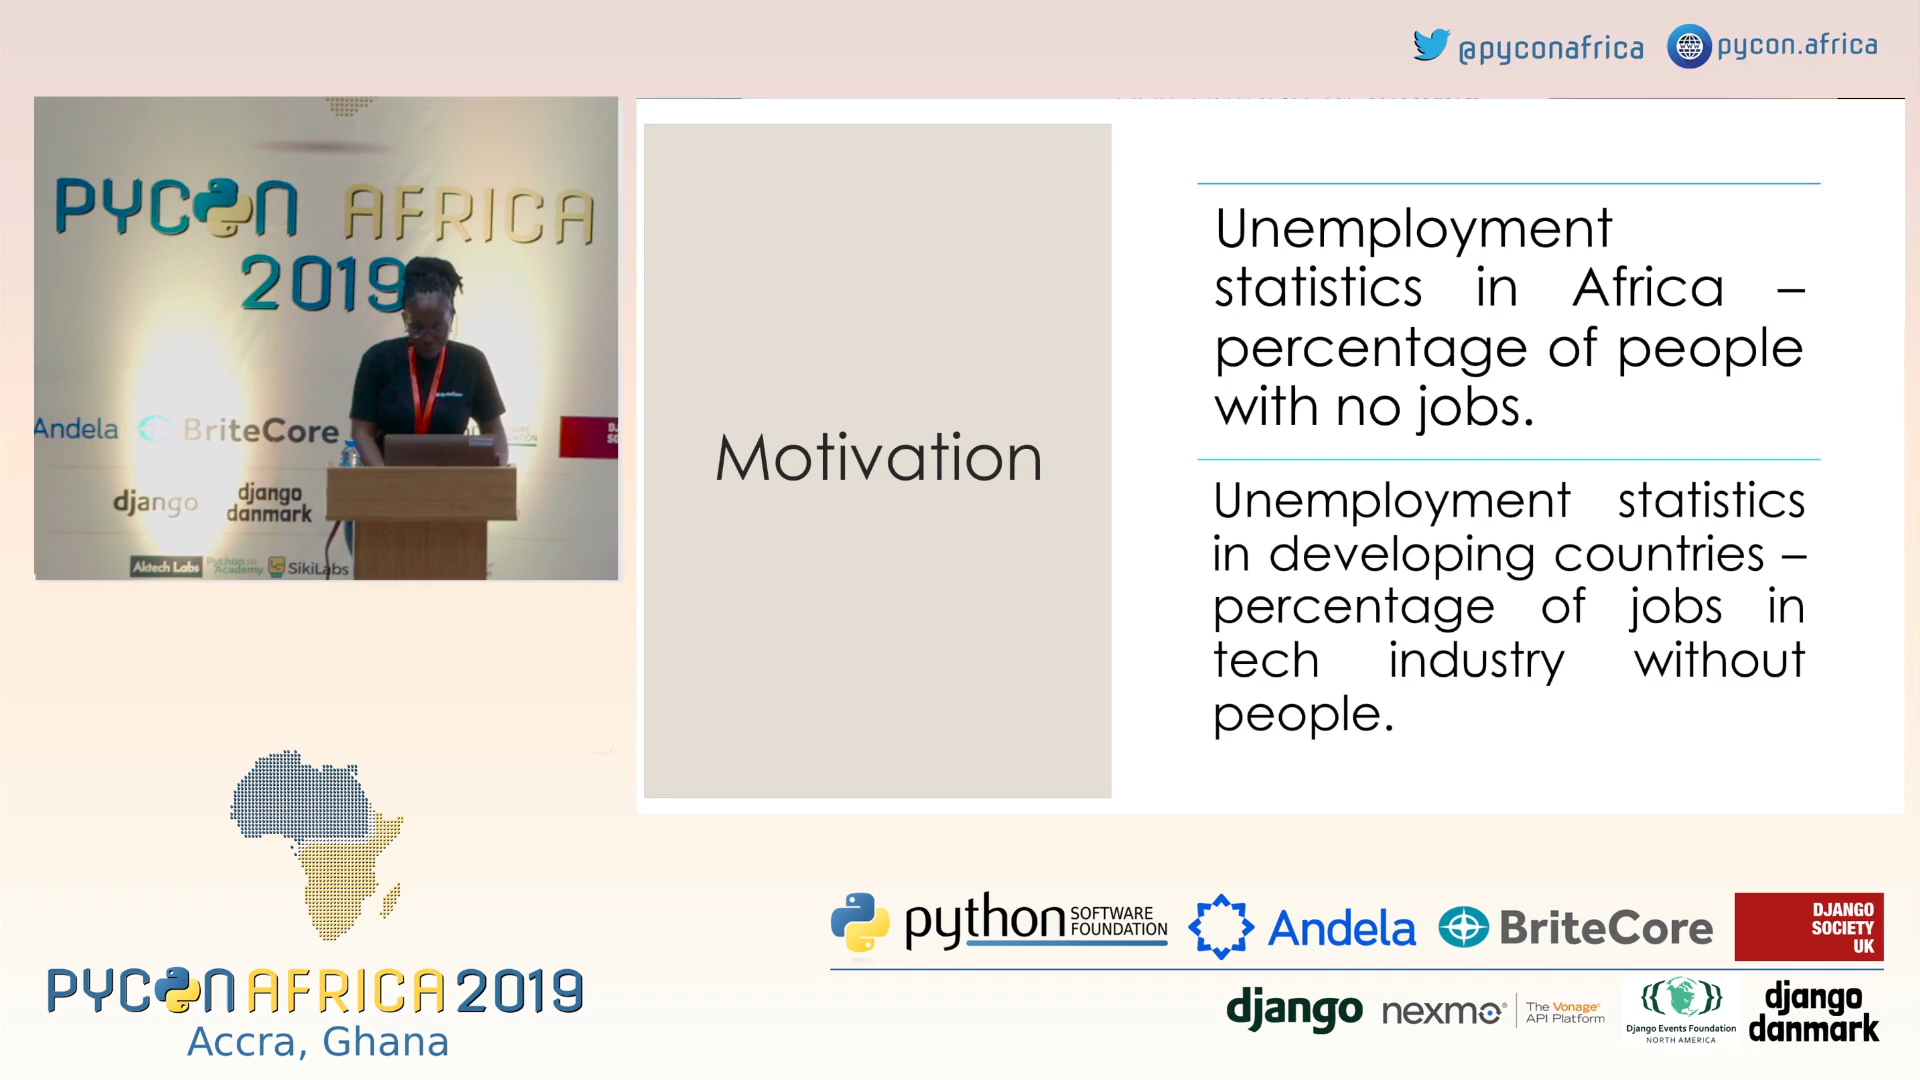 @pyconafrica
pycon.africa
PYCON AFRICA
2019
Andela
BriteCore
django
django
danmark
Aktech Labs
Python
Academy
SikiLabs
Motivation
Unemployment
statistics in Africa –
percentage of people
with no jobs.
Unemployment statistics
in developing countries –
percentage of jobs in
tech industry without
people.
PYCON AFRICA 2019
Accra, Ghana
python SOFTWARE
FOUNDATION
Andela
BriteCore
DJANGO
SOCIETY
UK
django
nexmo®
The Vonage®
API Platform
Django Events Foundation
NORTH AMERICA
django
danmark